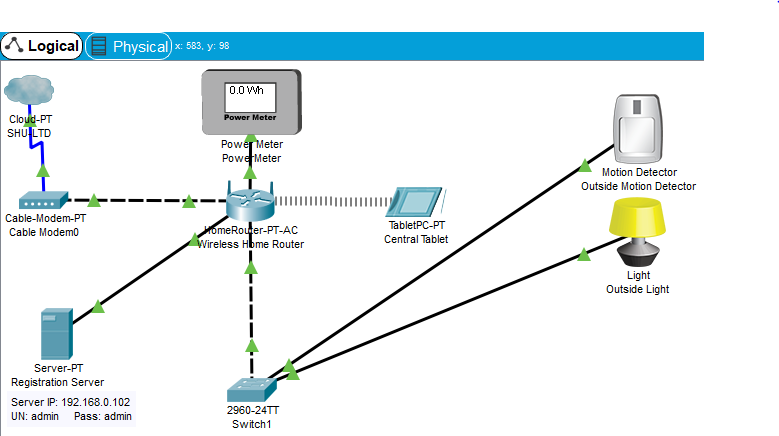 Logical Physical x: 583, y: 98
0.0 Wh
Power Meter
Cloud-PT
SHU-LTD
Power Meter
PowerMeter
Motion Detector
Outside Motion Detector
Cable-Modem-PT
Cable Modem0
HomeRouter-PT-AC
Wireless Home Router
TabletPC-PT
Central Tablet
Light
Outside Light
Server-PT
Registration Server
Server IP: 192.168.0.102
UN: admin Pass: admin
2960-24TT
Switch1